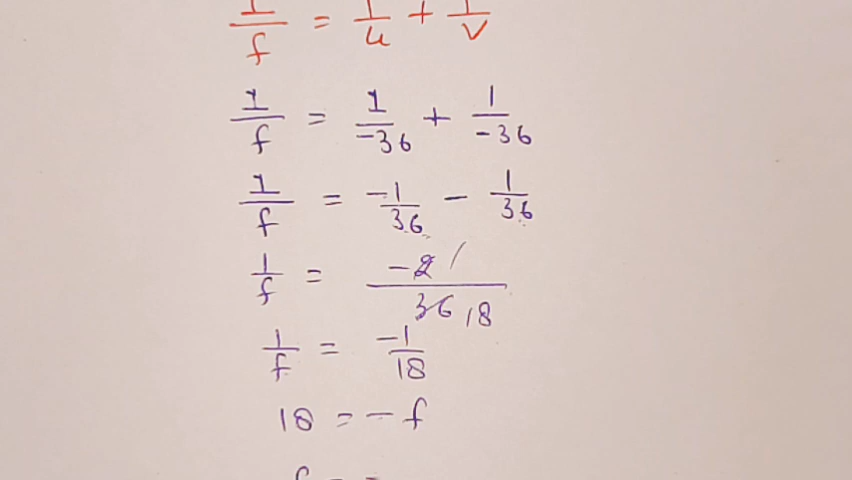 1/f = 1/u + 1/v
1/f = 1/-36 + 1/-36
1/f = -1/36 - 1/36
1/f = -2 1/36 18
1/f = -1/18
18 = -f